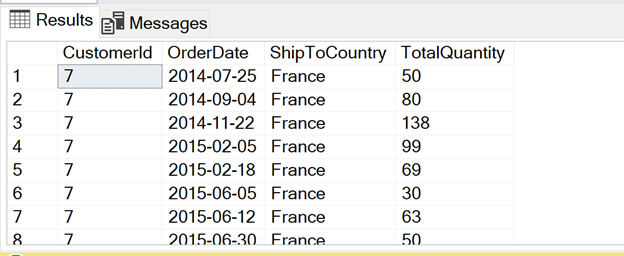 Results Messages
CustomerId OrderDate ShipToCountry TotalQuantity
1 7 2014-07-25 France 50
2 7 2014-09-04 France 80
3 7 2014-11-22 France 138
4 7 2015-02-05 France 99
5 7 2015-02-18 France 69
6 7 2015-06-05 France 30
7 7 2015-06-12 France 63
8 7 2015-06-30 France 50